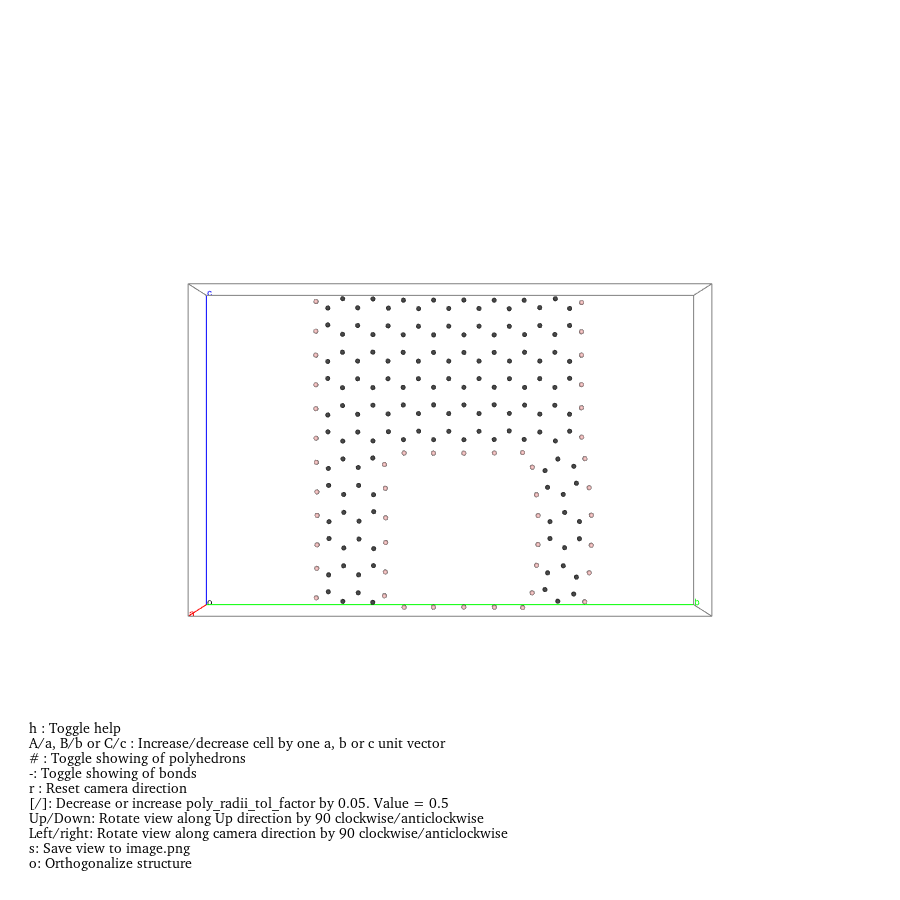 c
o
a
b
h : Toggle help
A/a, B/b or C/c : Increase/decrease cell by one a, b or c unit vector
# : Toggle showing of polyhedrons
-: Toggle showing of bonds
r : Reset camera direction
[/]: Decrease or increase poly_radii_tol_factor by 0.05. Value = 0.5
Up/Down: Rotate view along Up direction by 90 clockwise/anticlockwise
Left/right: Rotate view along camera direction by 90 clockwise/anticlockwise
s: Save view to image.png
o: Orthogonalize structure